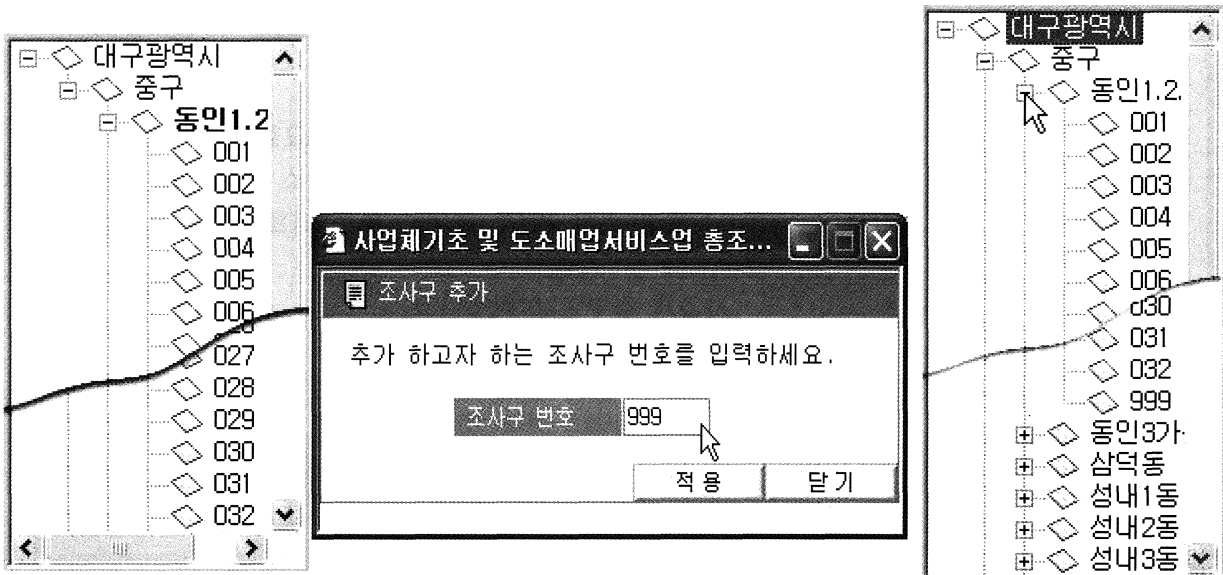 대구광역시
중구
동인1.2
001
002
003
004
005
006
027
028
029
030
031
032
사업체기초 및 도소매업서비스업 총조...
조사구 추가
추가 하고자 하는 조사구 번호를 입력하세요.
조사구 번호 999
적 용 닫 기
대구광역시
중구
동인1.2.
001
002
003
004
005
006
030
031
032
999
동인3가
삼덕동
성내1동
성내2동
성내3동